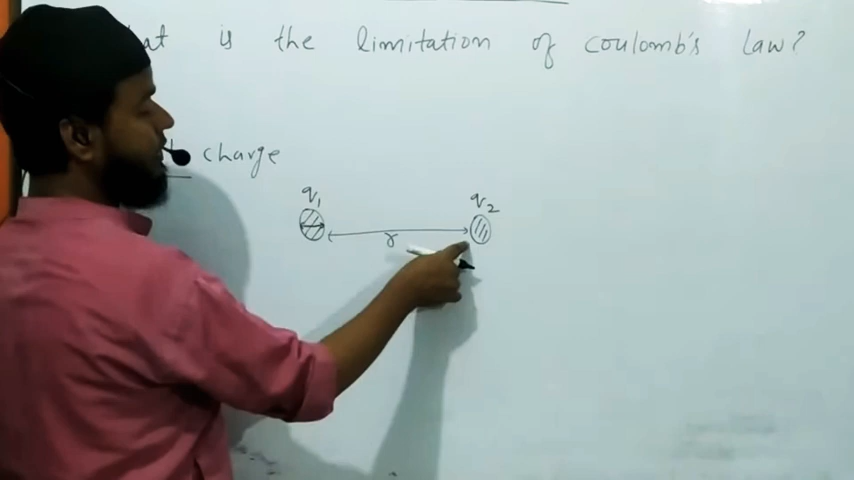 is the limitation of coulomb's law?
charge
q1 q2
r